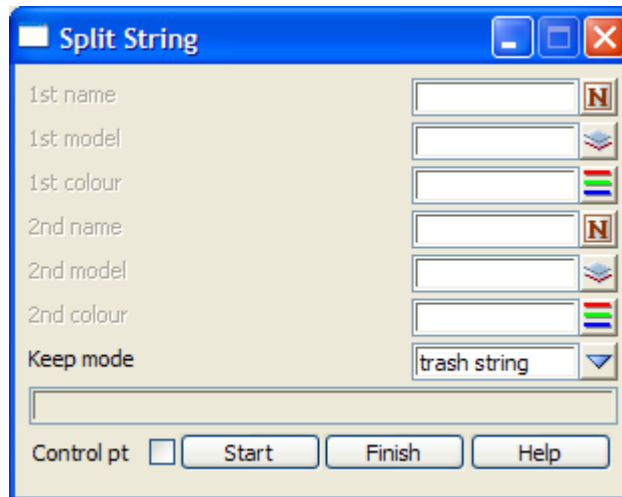 Split String
1st name N
1st model
1st colour
2nd name N
2nd model
2nd colour
Keep mode trash string
Control pt Start Finish Help